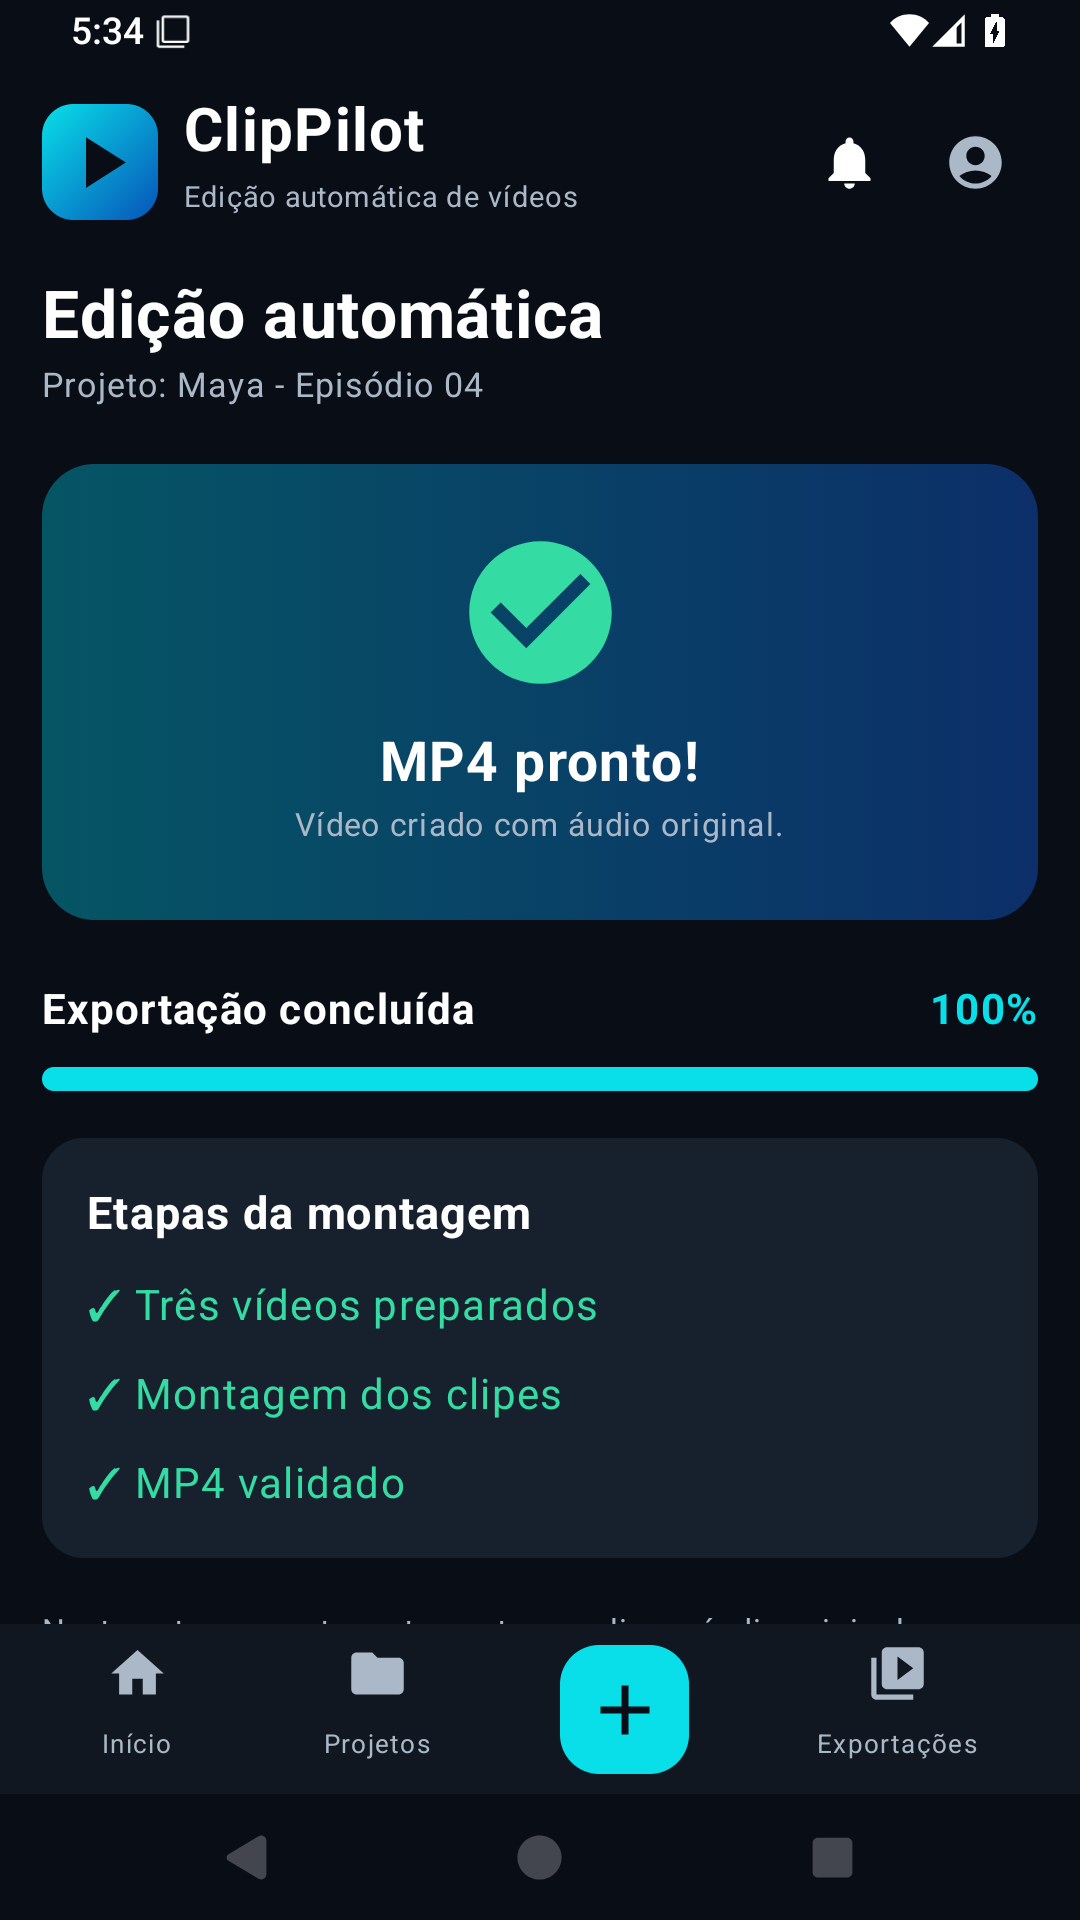 5:34
ClipPilot
Edição automática de vídeos
Edição automática
Projeto: Maya - Episódio 04
MP4 pronto!
Vídeo criado com áudio original.
Exportação concluída 100%
Etapas da montagem
✓ Três vídeos preparados
✓ Montagem dos clipes
✓ MP4 validado
Início
Projetos
Exportações